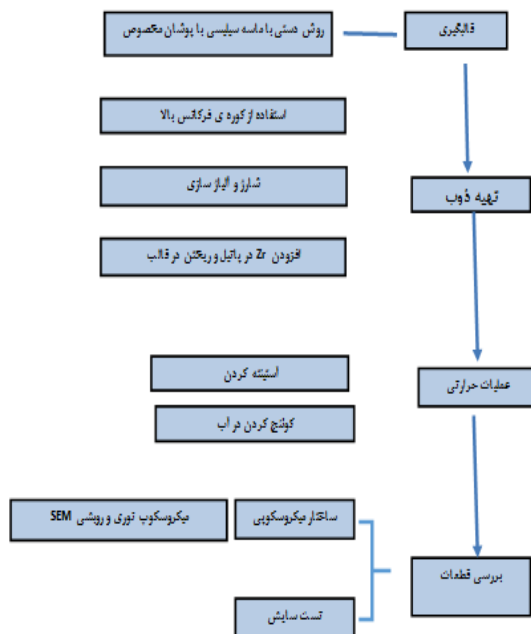 قالبگیری
روش دستی با ماسه سیلیسی با پوشان مخصوص
استفاده از کوره ی فرکانس بالا
شارژ و آلیاژ سازی
تهیه ذوب
افزودن Zr در پاتیل و ریختن در قالب
آستنیته کردن
عملیات حرارتی
کوئنچ کردن در آب
ساختار میکروسکوپی
میکروسکوپ نوری و روبشی SEM
بررسی قطعات
تست سایش